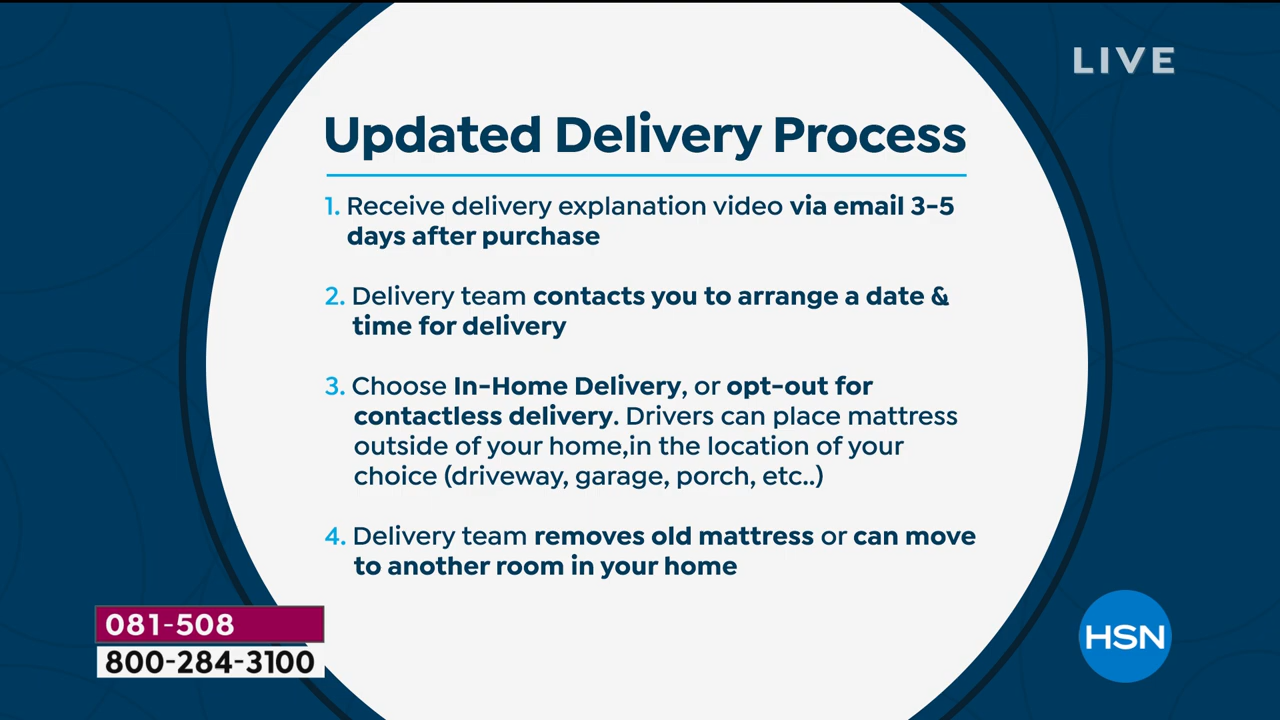 LIVE
Updated Delivery Process
1. Receive delivery explanation video via email 3-5
days after purchase
2. Delivery team contacts you to arrange a date &
time for delivery
3. Choose In-Home Delivery, or opt-out for
contactless delivery. Drivers can place mattress
outside of your home,in the location of your
choice (driveway, garage, porch, etc..)
4. Delivery team removes old mattress or can move
to another room in your home
081-508
800-284-3100
HSN